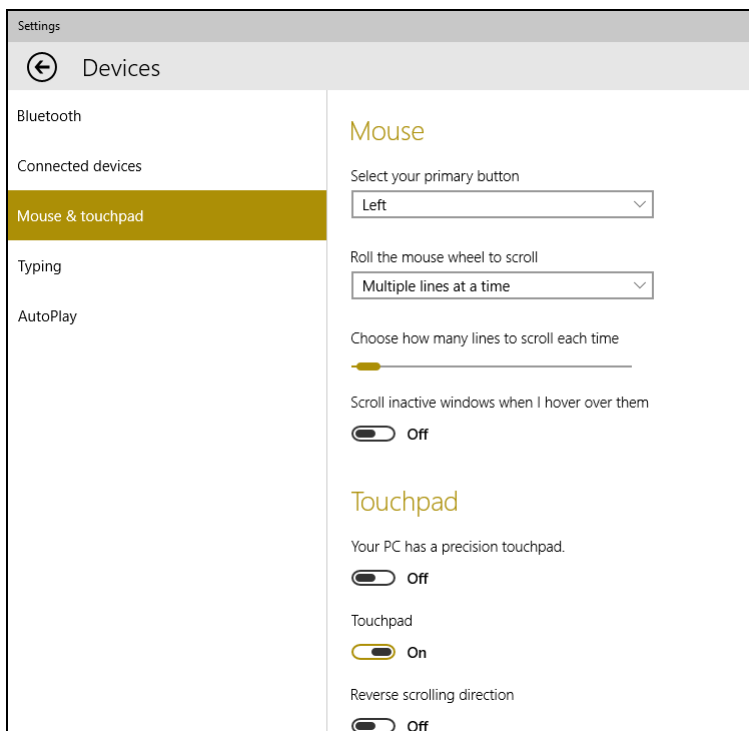 Settings
Devices
Bluetooth
Connected devices
Mouse & touchpad
Typing
AutoPlay
Mouse
Select your primary button
Left
Roll the mouse wheel to scroll
Multiple lines at a time
Choose how many lines to scroll each time
Scroll inactive windows when I hover over them
Off
Touchpad
Your PC has a precision touchpad.
Off
Touchpad
On
Reverse scrolling direction
Off